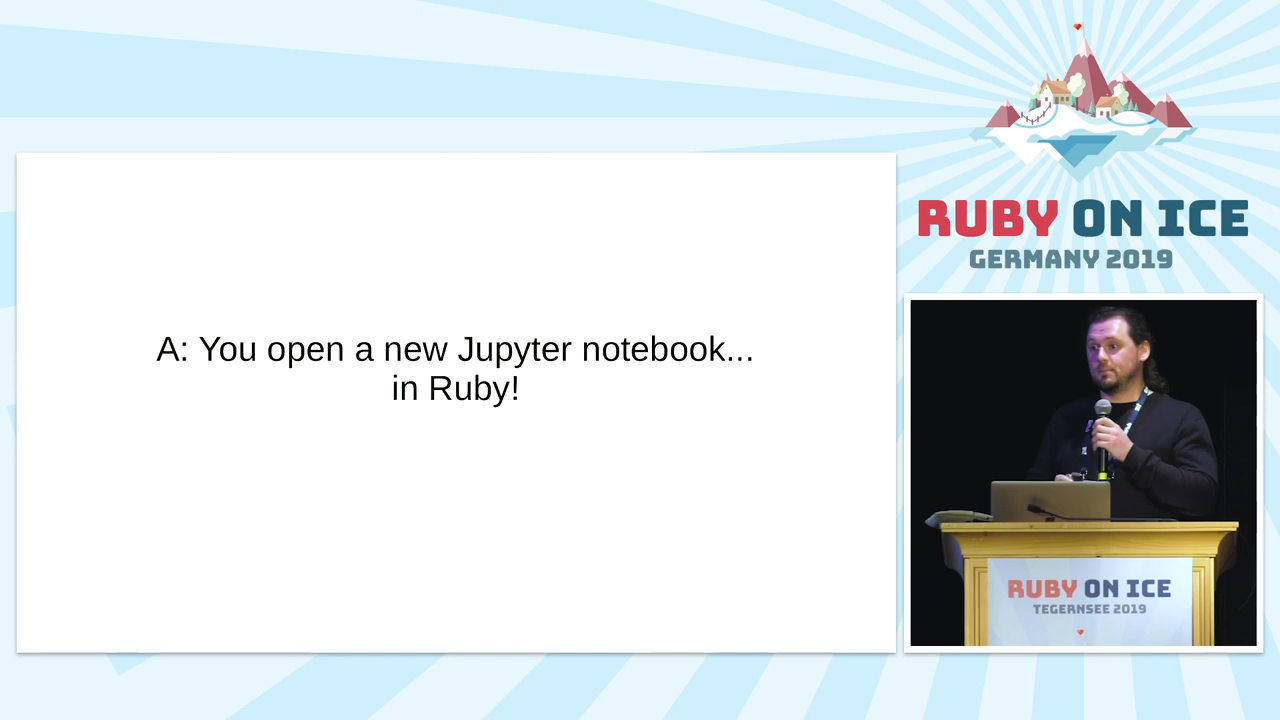 RUBY ON ICE
GERMANY 2019
A: You open a new Jupyter notebook...
in Ruby!
RUBY ON ICE
TEGERNSEE 2019